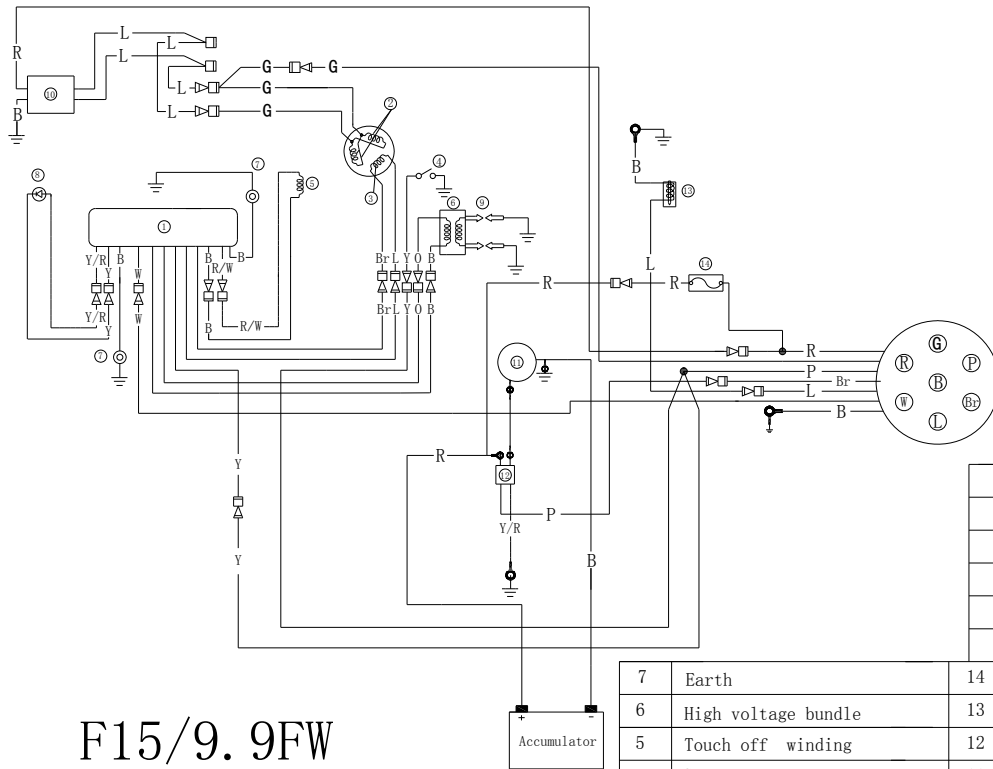 L
L
L
R
L
G
G
⑩
L
G
B
L
G
②
⑧
⑦
⑤
③
④
B
⑬
①
⑥
⑨
Y/R
Y
B
W
B
R/W
B
Br
L
Y
O
B
L
⑭
R
R
Y/R
Y
W
B
R/W
Br
L
Y
O
B
⑦
⑪
R
P
Br
L
B
G
R
P
B
W
Br
L
R
⑫
Y
P
Y/R
Y
B
+
-
Accumulator
F15/9.9FW
7 Earth 14
6 High voltage bundle 13
5 Touch off winding 12